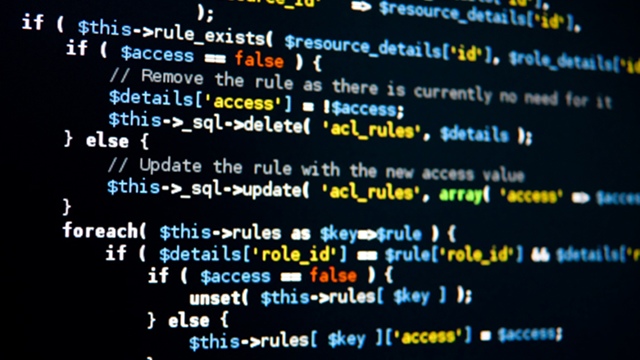 => $resource_details['id'],
);
if ( $this->rule_exists( $resource_details['id'], $role_details['id
if ( $access == false ) {
// Remove the rule as there is currently no need for it
$details['access'] = !$access;
$this->_sql->delete( 'acl_rules', $details );
} else {
// Update the rule with the new access value
$this->_sql->update( 'acl_rules', array( 'access' => $access
}
foreach( $this->rules as $key=>$rule ) {
if ( $details['role_id'] == $rule['role_id'] && $details['r
if ( $access == false ) {
unset( $this->rules[ $key ] );
} else {
$this->rules[ $key ]['access'] = $access;
}